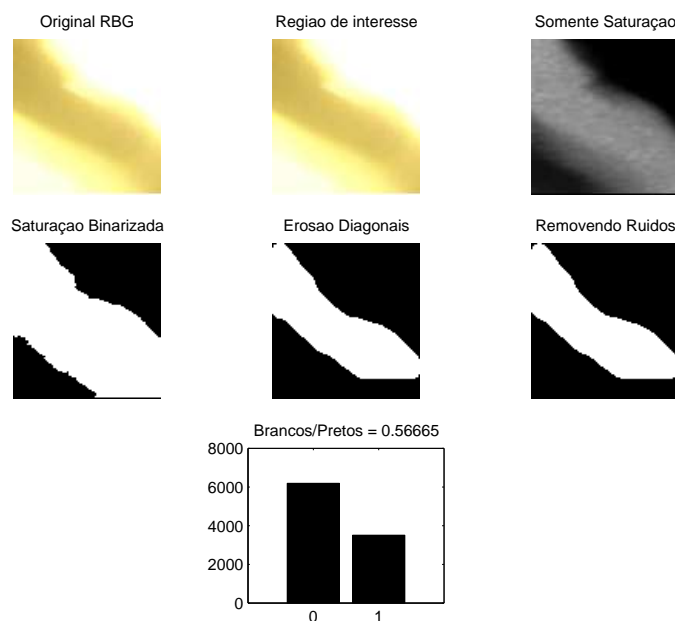 Original RBG
Regiao de interesse
Somente Saturaçao
Saturaçao Binarizada
Erosao Diagonais
Removendo Ruidos
Brancos/Pretos = 0.56665
8000
6000
4000
2000
0
0 1